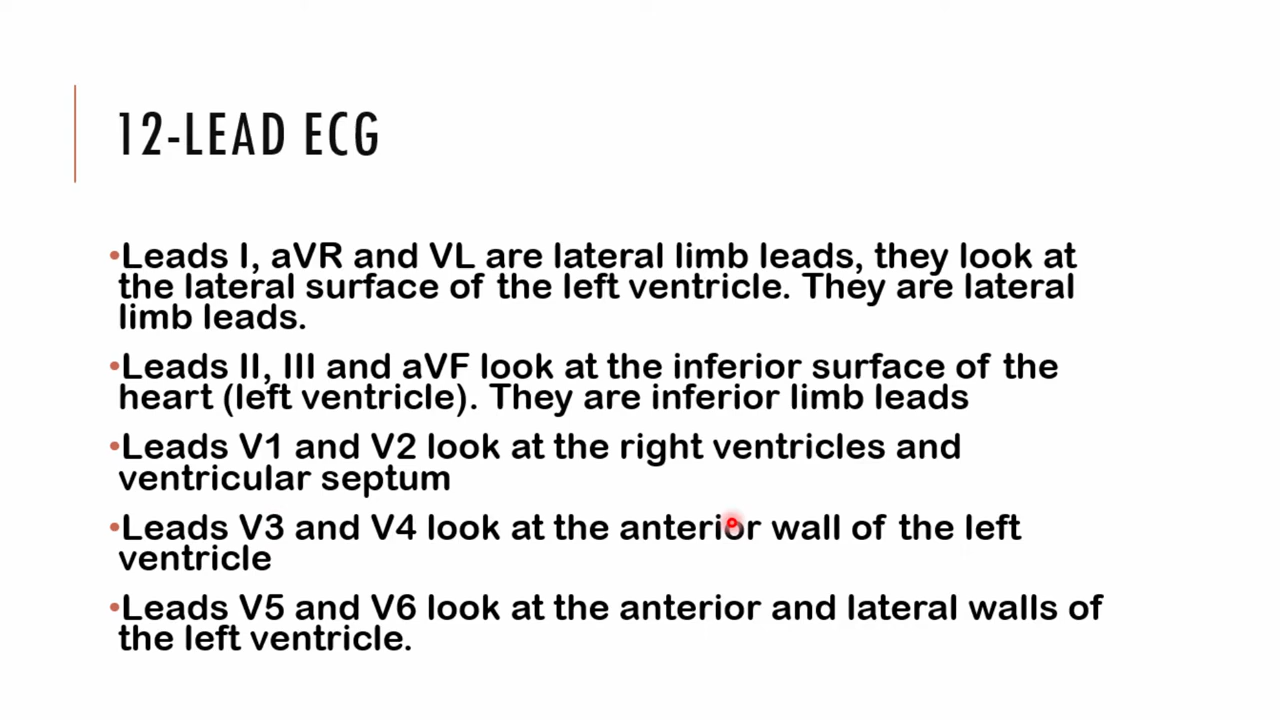 12-LEAD ECG
•Leads I, aVR and VL are lateral limb leads, they look at
the lateral surface of the left ventricle. They are lateral
limb leads.
•Leads II, III and aVF look at the inferior surface of the
heart (left ventricle). They are inferior limb leads
•Leads V1 and V2 look at the right ventricles and
ventricular septum
•Leads V3 and V4 look at the anterior wall of the left
ventricle
•Leads V5 and V6 look at the anterior and lateral walls of
the left ventricle.